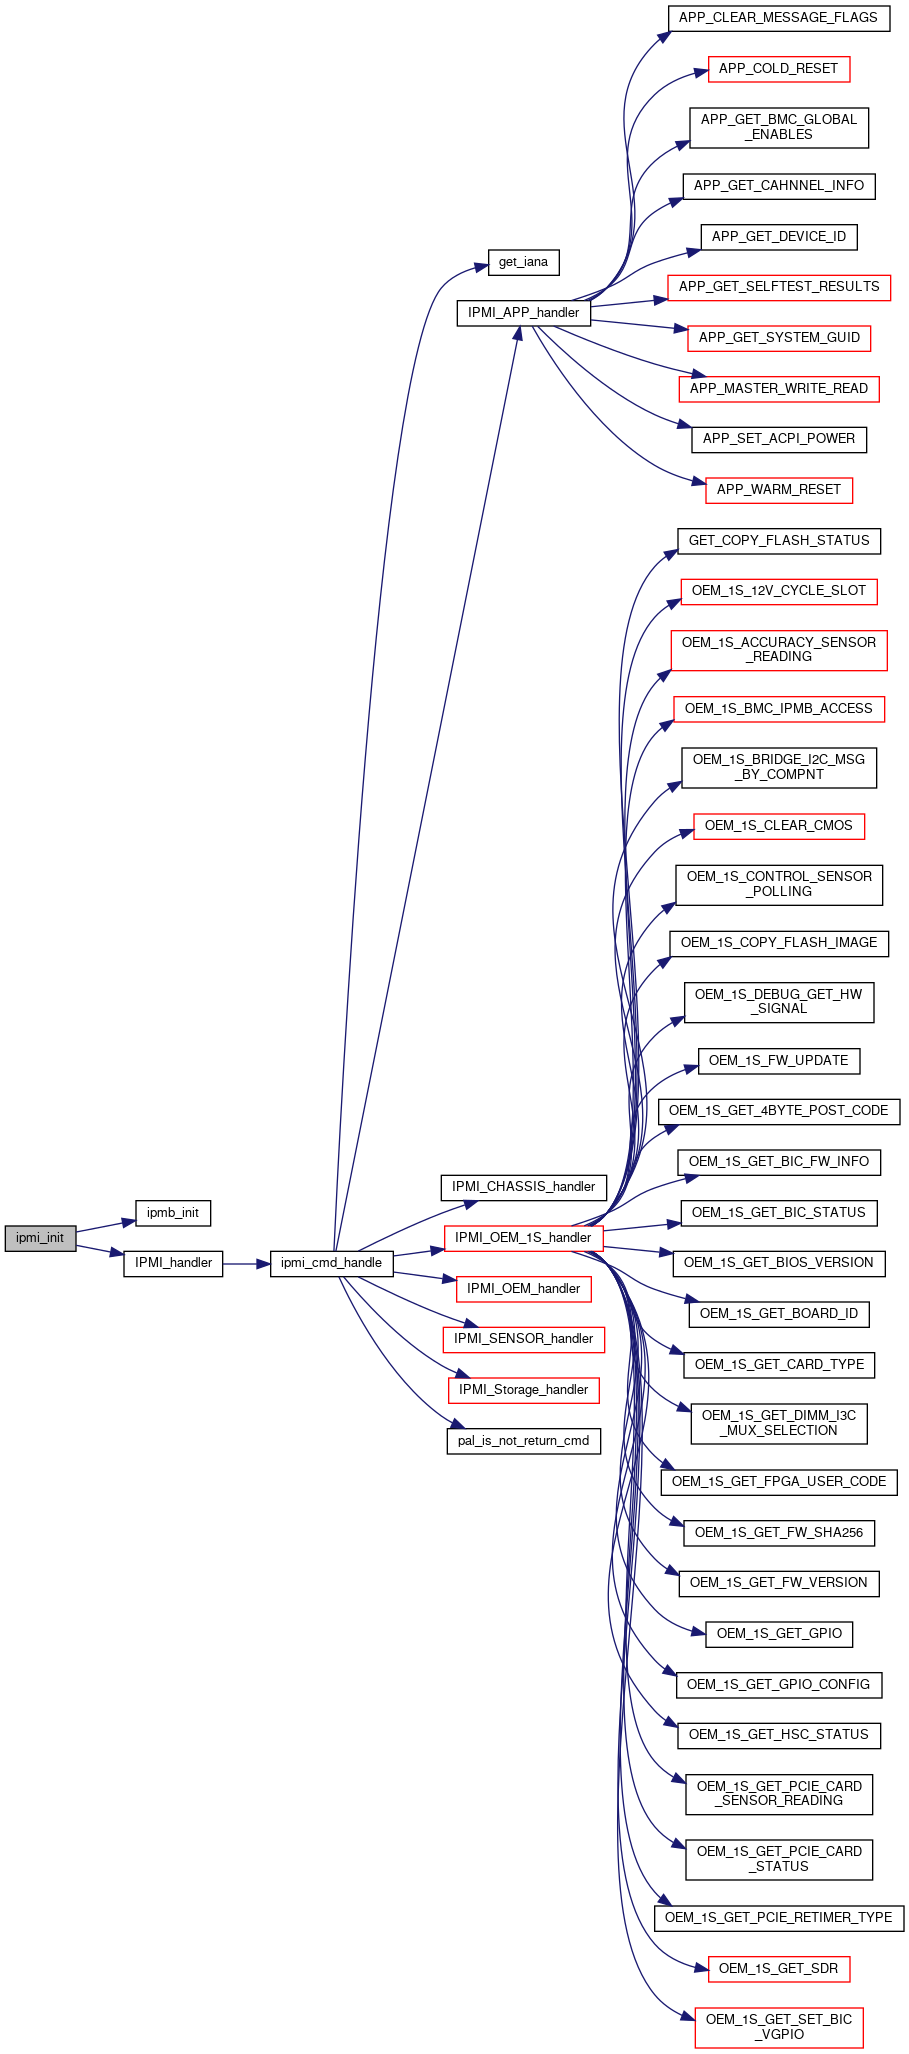 APP_CLEAR_MESSAGE_FLAGS
APP_COLD_RESET
APP_GET_BMC_GLOBAL
_ENABLES
APP_GET_CAHNNEL_INFO
APP_GET_DEVICE_ID
get_iana
APP_GET_SELFTEST_RESULTS
IPMI_APP_handler
APP_GET_SYSTEM_GUID
APP_MASTER_WRITE_READ
APP_SET_ACPI_POWER
APP_WARM_RESET
GET_COPY_FLASH_STATUS
OEM_1S_12V_CYCLE_SLOT
OEM_1S_ACCURACY_SENSOR
_READING
OEM_1S_BMC_IPMB_ACCESS
OEM_1S_BRIDGE_I2C_MSG
_BY_COMPNT
OEM_1S_CLEAR_CMOS
OEM_1S_CONTROL_SENSOR
_POLLING
OEM_1S_COPY_FLASH_IMAGE
OEM_1S_DEBUG_GET_HW
_SIGNAL
OEM_1S_FW_UPDATE
OEM_1S_GET_4BYTE_POST_CODE
OEM_1S_GET_BIC_FW_INFO
IPMI_CHASSIS_handler
ipmb_init
OEM_1S_GET_BIC_STATUS
ipmi_init
IPMI_OEM_1S_handler
IPMI_handler
ipmi_cmd_handle
OEM_1S_GET_BIOS_VERSION
IPMI_OEM_handler
OEM_1S_GET_BOARD_ID
IPMI_SENSOR_handler
OEM_1S_GET_CARD_TYPE
IPMI_Storage_handler
OEM_1S_GET_DIMM_I3C
_MUX_SELECTION
pal_is_not_return_cmd
OEM_1S_GET_FPGA_USER_CODE
OEM_1S_GET_FW_SHA256
OEM_1S_GET_FW_VERSION
OEM_1S_GET_GPIO
OEM_1S_GET_GPIO_CONFIG
OEM_1S_GET_HSC_STATUS
OEM_1S_GET_PCIE_CARD
_SENSOR_READING
OEM_1S_GET_PCIE_CARD
_STATUS
OEM_1S_GET_PCIE_RETIMER_TYPE
OEM_1S_GET_SDR
OEM_1S_GET_SET_BIC
_VGPIO